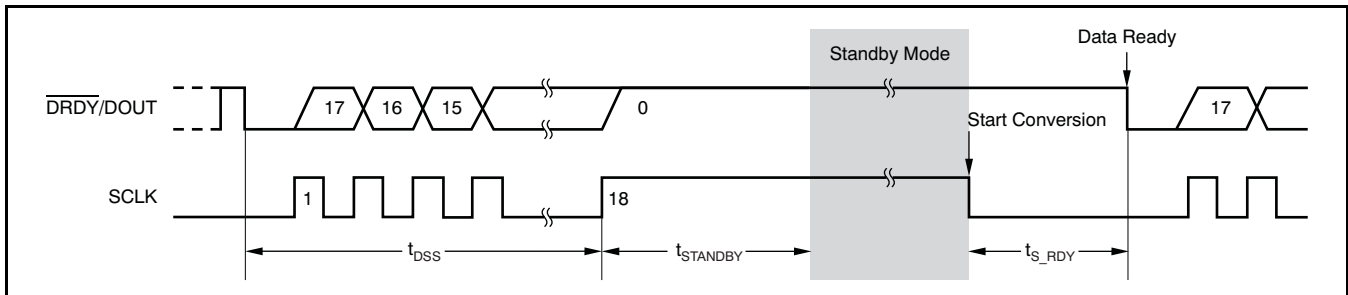 Data Ready
Standby Mode
DRDY/DOUT
17 16 15 0 17
Start Conversion
SCLK
1 18
tDSS tSTANDBY tS_RDY